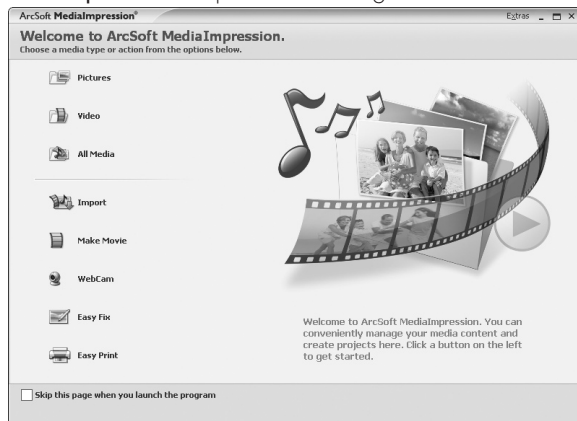 ArcSoft MediaImpression®
Extras
Welcome to ArcSoft MediaImpression.
Choose a media type or action from the options below.
Pictures
Video
All Media
Import
Make Movie
WebCam
Easy Fix
Easy Print
Welcome to ArcSoft MediaImpression. You can
conveniently manage your media content and
create projects here. Click a button on the left
to get started.
Skip this page when you launch the program